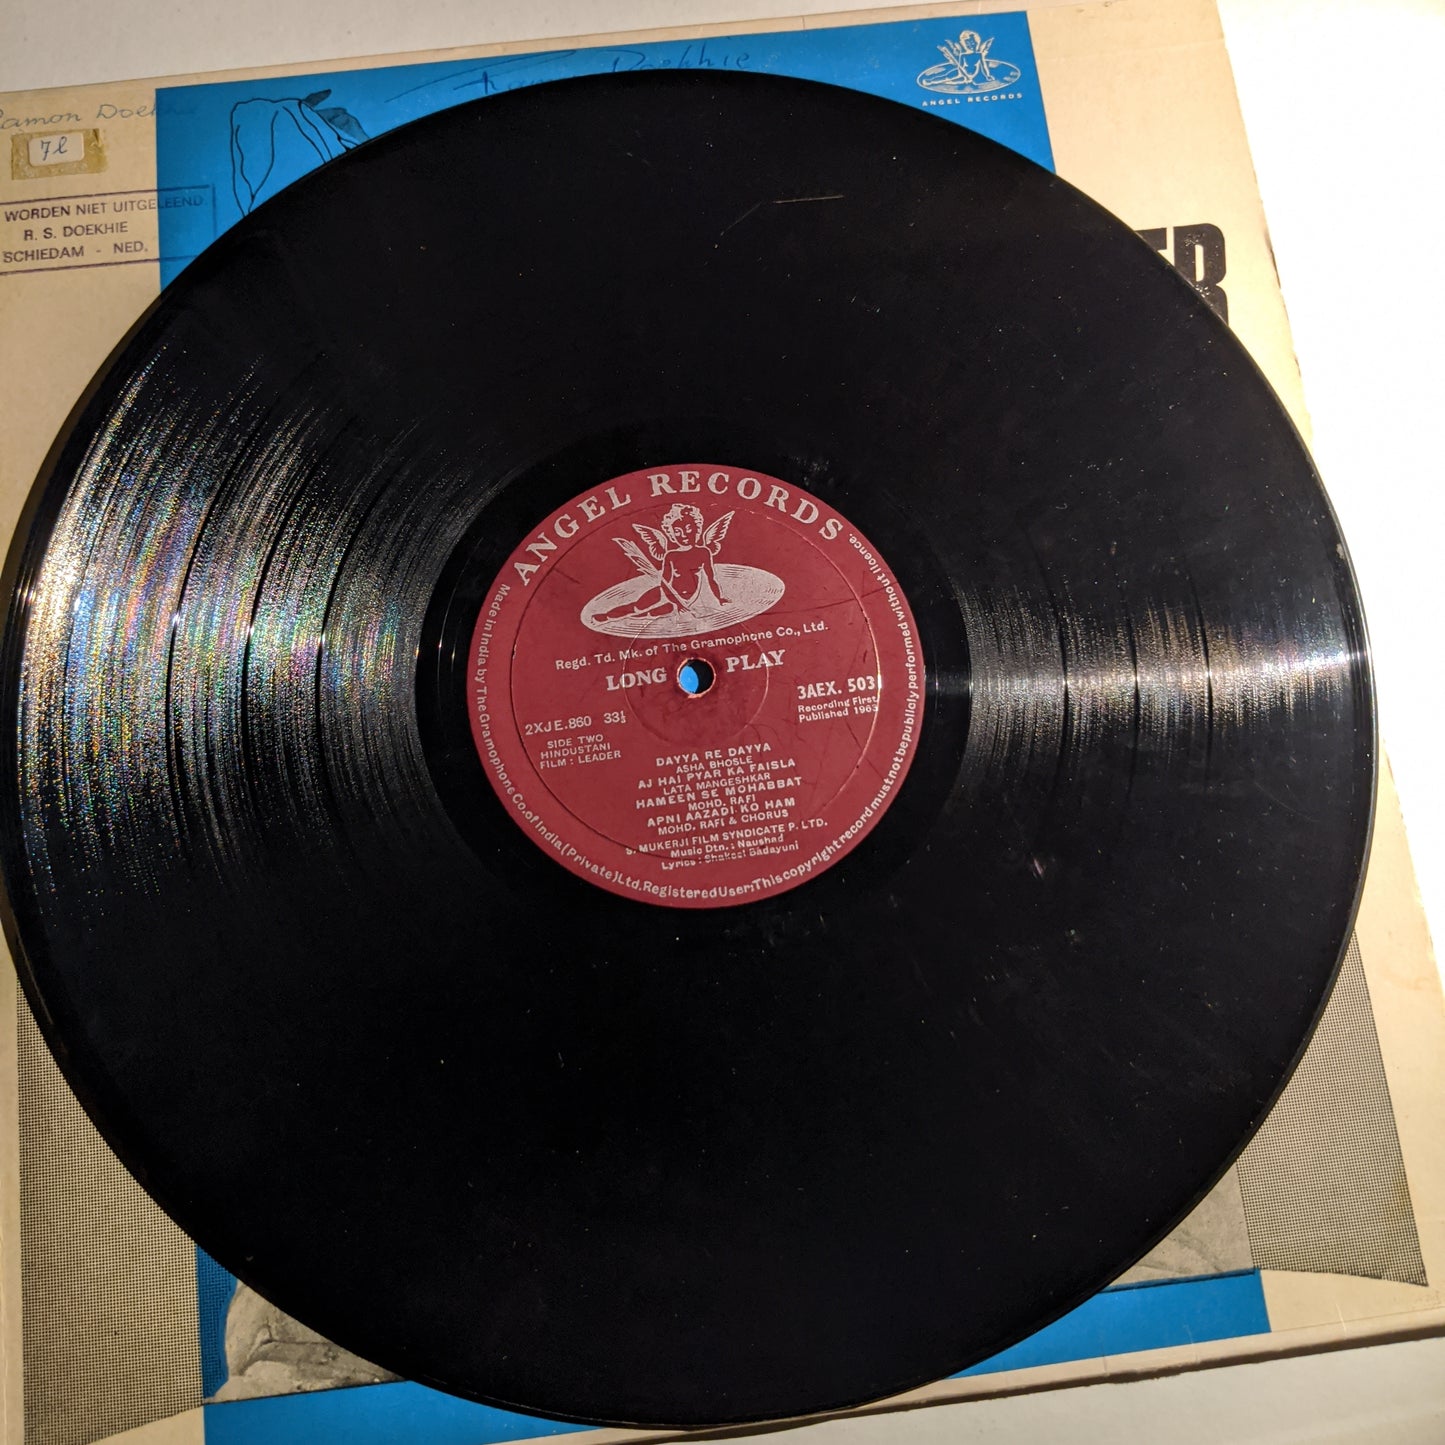 Ramon Doekhie
Ramon Doekhie
7l
WORDEN NIET UITGELEEND
R. S. DOEKHIE
SCHIEDAM - NED.
ANGEL RECORDS
ANGEL RECORDS
Regd. Td. Mk. of The Gramophone Co., Ltd.
LONG PLAY
3AEX. 5031
Recording First
Published 1963
2XJE.860 33⅓
SIDE TWO
HINDUSTANI
FILM : LEADER
DAYYA RE DAYYA
ASHA BHOSLE
AJ HAI PYAR KA FAISLA
LATA MANGESHKAR
HAMEEN SE MOHABBAT
MOHD. RAFI
APNI AAZADI KO HAM
MOHD. RAFI & CHORUS
S. MUKERJI FILM SYNDICATE P. LTD.
Music Dtn. : Naushad
Lyrics : Shakeel Badayuni
Made in India by The Gramophone Co. of India (Private) Ltd. Registered User: This copyright record must not be publicly performed without licence.